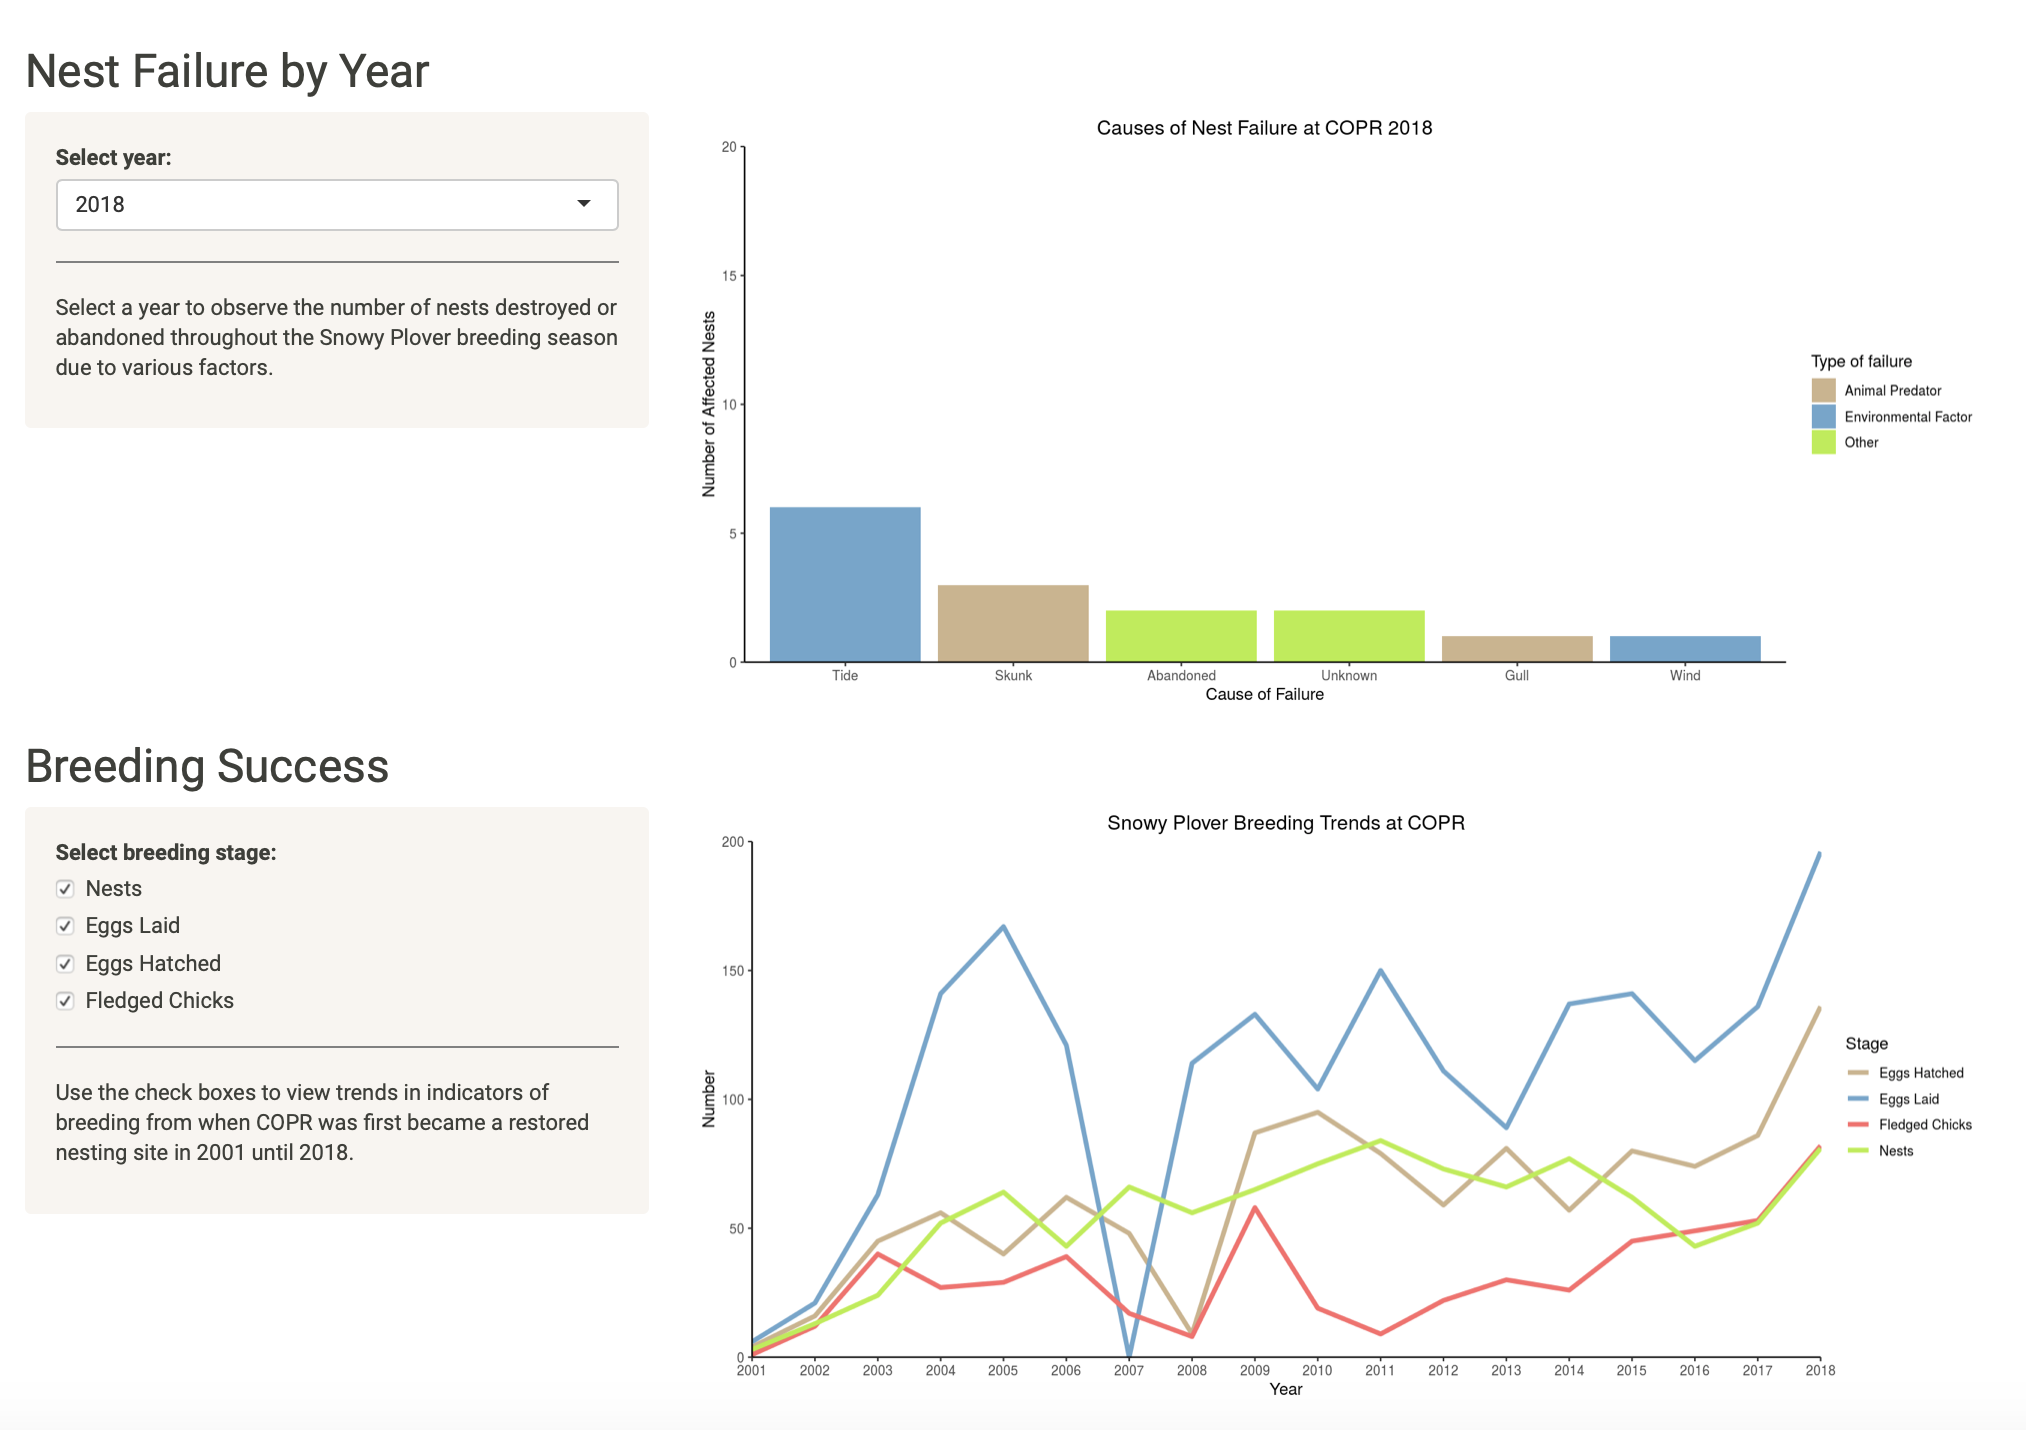 Nest Failure by Year
Select year:
2018
Select a year to observe the number of nests destroyed or
abandoned throughout the Snowy Plover breeding season
due to various factors.
Causes of Nest Failure at COPR 2018
20
15
10
5
0
Number of Affected Nests
Tide Skunk Abandoned Unknown Gull Wind
Cause of Failure
Type of failure
Animal Predator
Environmental Factor
Other
Breeding Success
Select breeding stage:
Nests
Eggs Laid
Eggs Hatched
Fledged Chicks
Use the check boxes to view trends in indicators of
breeding from when COPR was first became a restored
nesting site in 2001 until 2018.
Snowy Plover Breeding Trends at COPR
200
150
100
50
0
Number
2001 2002 2003 2004 2005 2006 2007 2008 2009 2010 2011 2012 2013 2014 2015 2016 2017 2018
Year
Stage
Eggs Hatched
Eggs Laid
Fledged Chicks
Nests